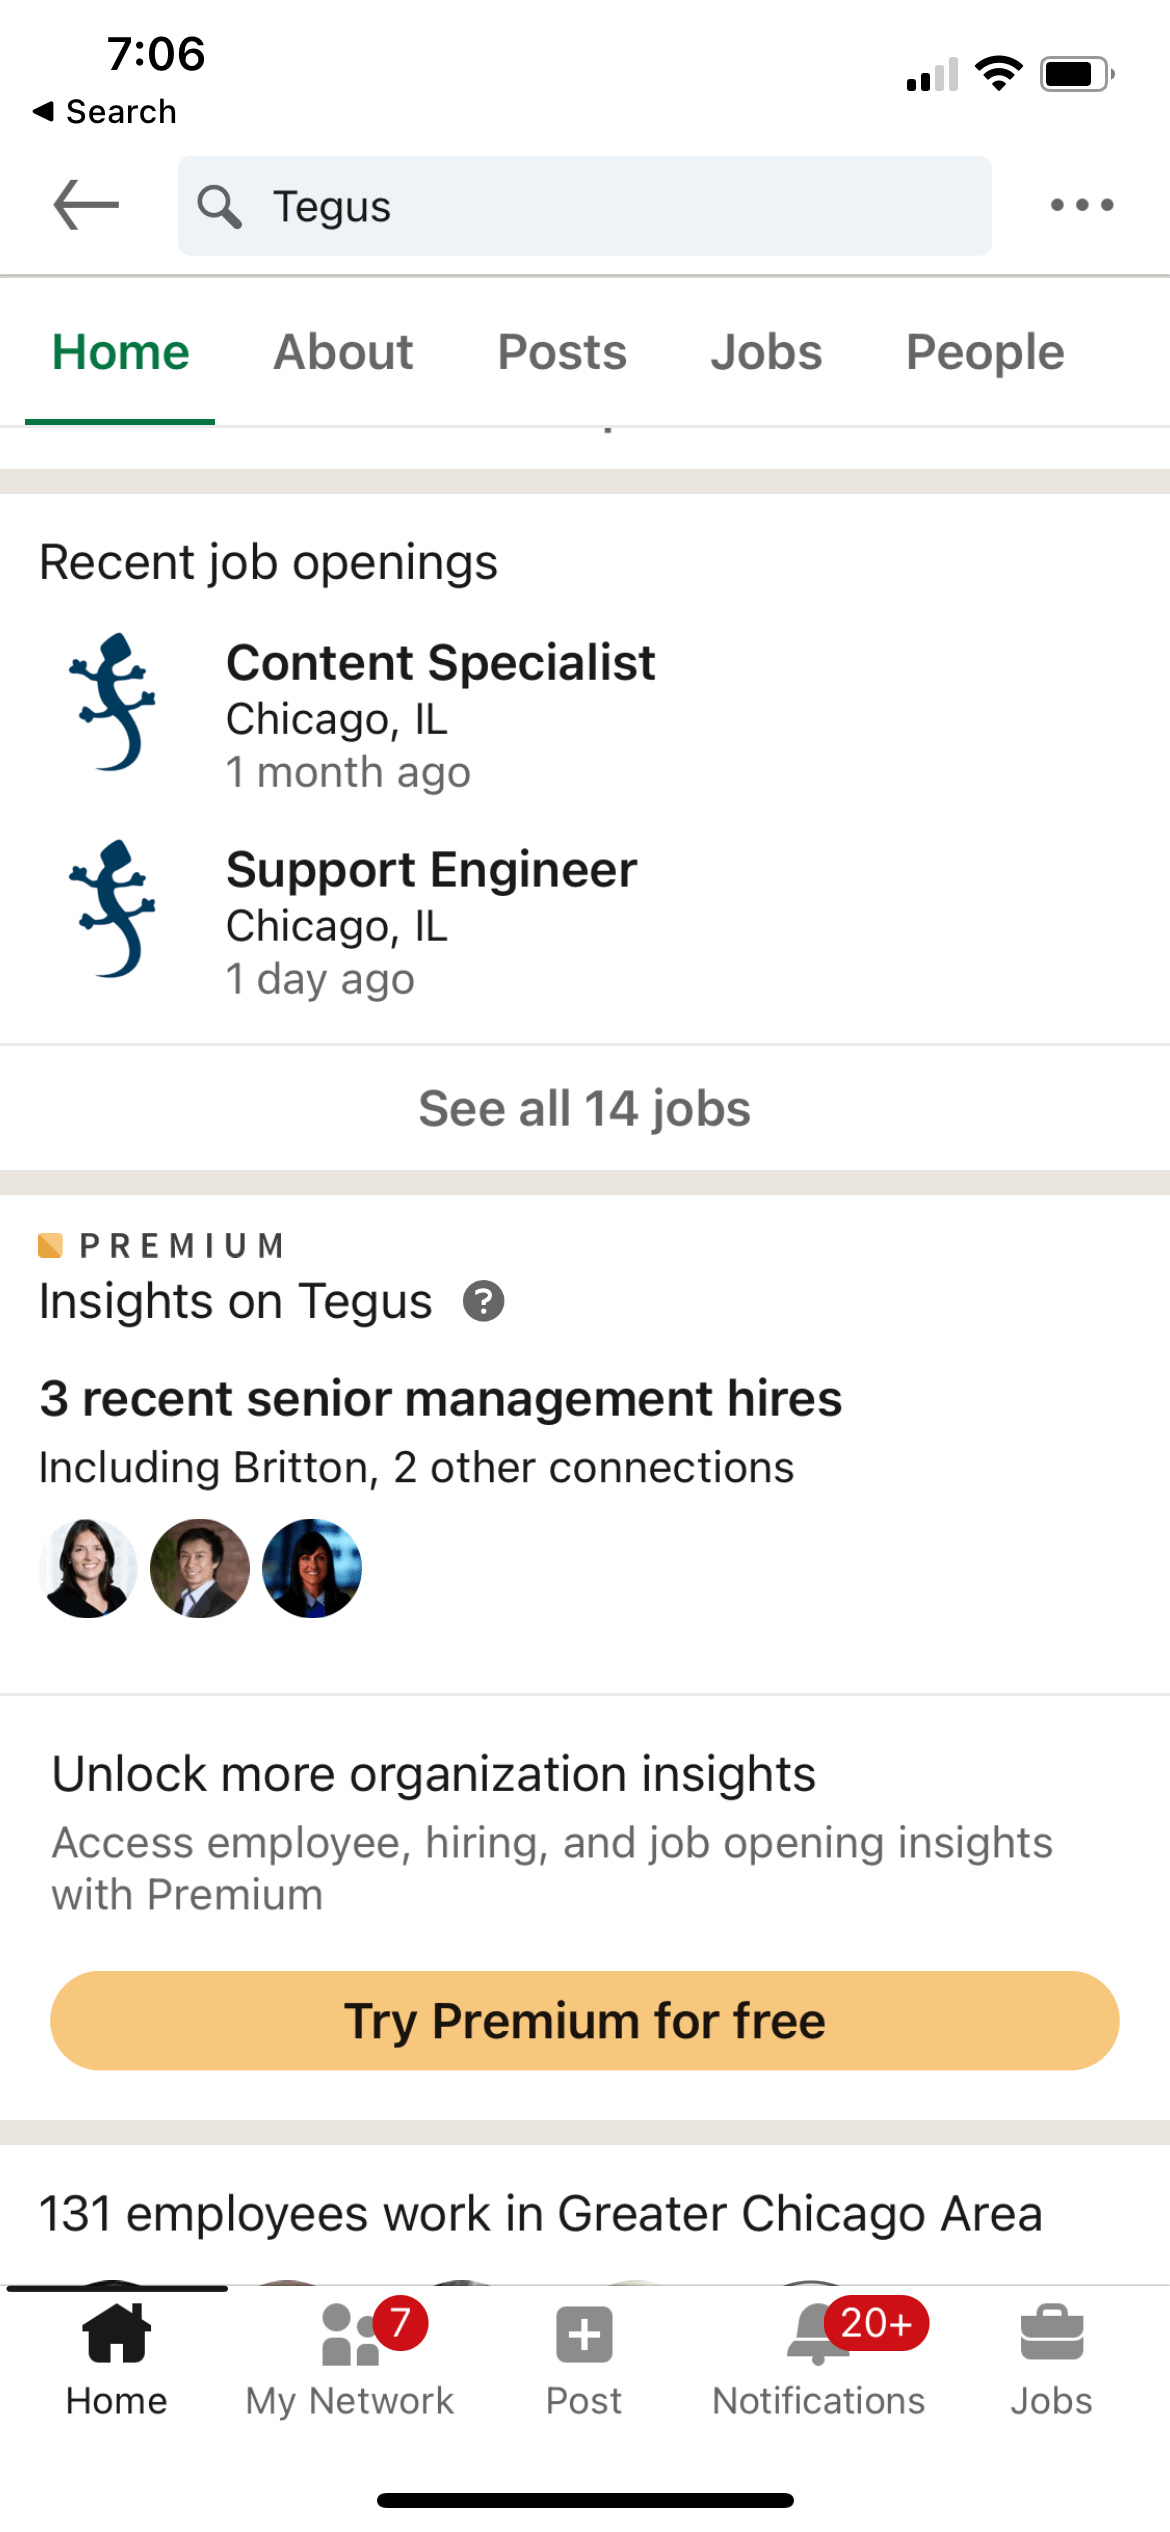 7:06
◀ Search
Tegus
Home
About
Posts
Jobs
People
Recent job openings
Content Specialist
Chicago, IL
1 month ago
Support Engineer
Chicago, IL
1 day ago
See all 14 jobs
PREMIUM
Insights on Tegus ?
3 recent senior management hires
Including Britton, 2 other connections
Unlock more organization insights
Access employee, hiring, and job opening insights
with Premium
Try Premium for free
131 employees work in Greater Chicago Area
7
20+
Home
My Network
Post
Notifications
Jobs